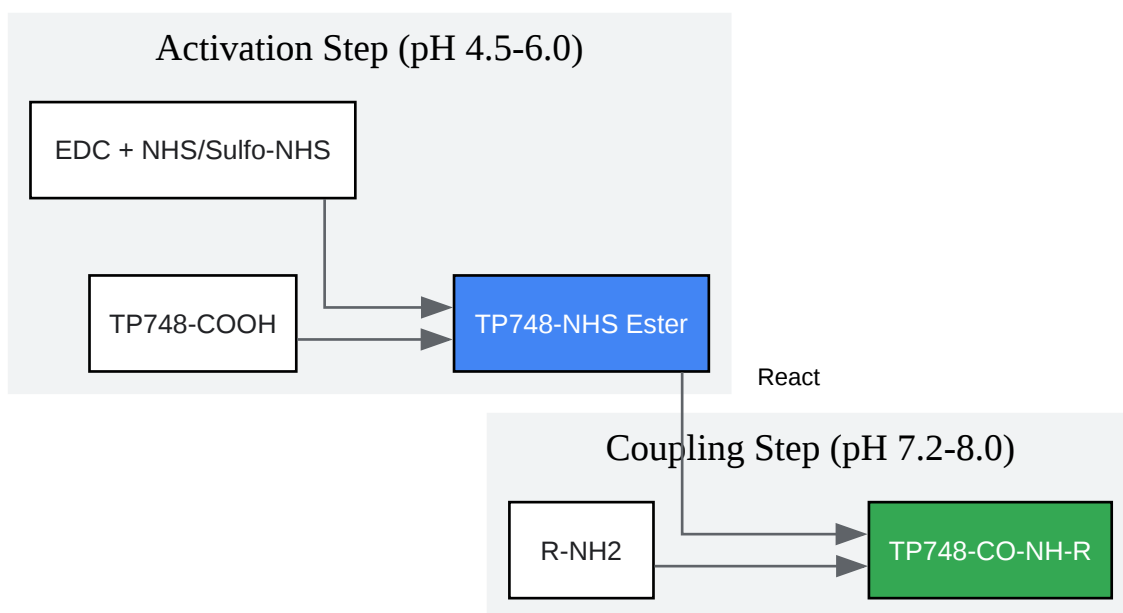 Activation Step (pH 4.5-6.0)
EDC + NHS/Sulfo-NHS
TP748-COOH
TP748-NHS Ester
React
Coupling Step (pH 7.2-8.0)
R-NH2
TP748-CO-NH-R